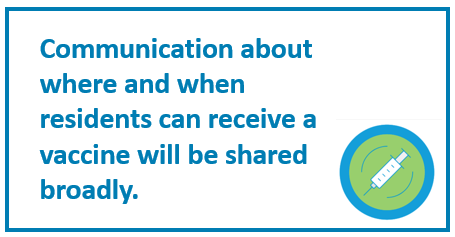 Communication about
where and when
residents can receive a
vaccine will be shared
broadly.